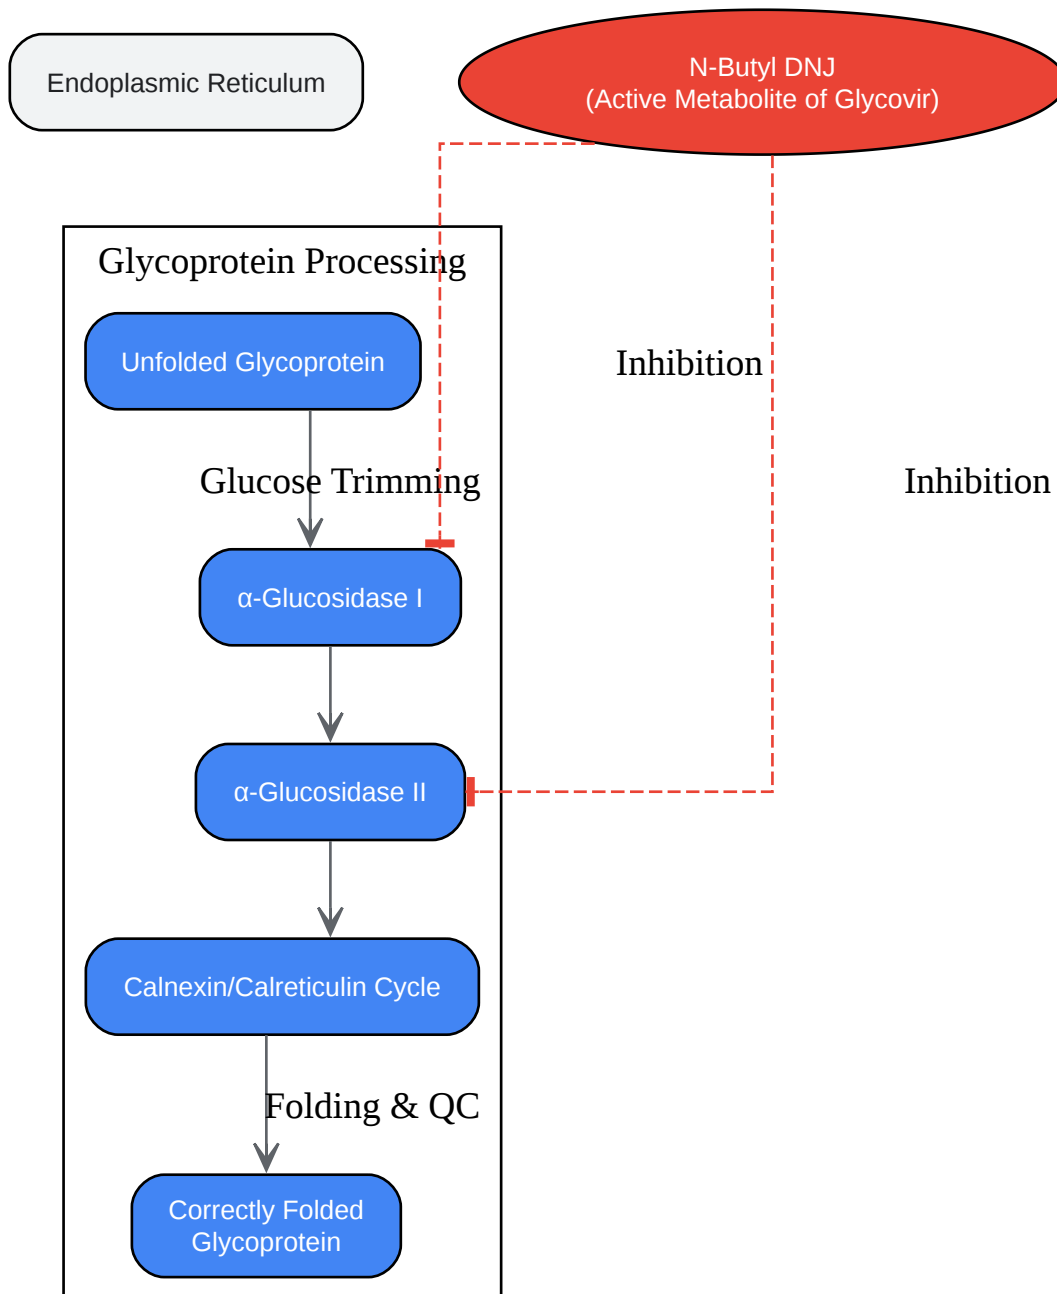 Endoplasmic Reticulum
N-Butyl DNJ
(Active Metabolite of Glycovir)
Glycoprotein Processing
Unfolded Glycoprotein
Inhibition
Glucose Trimming
Inhibition
α-Glucosidase I
α-Glucosidase II
Calnexin/Calreticulin Cycle
Folding & QC
Correctly Folded
Glycoprotein